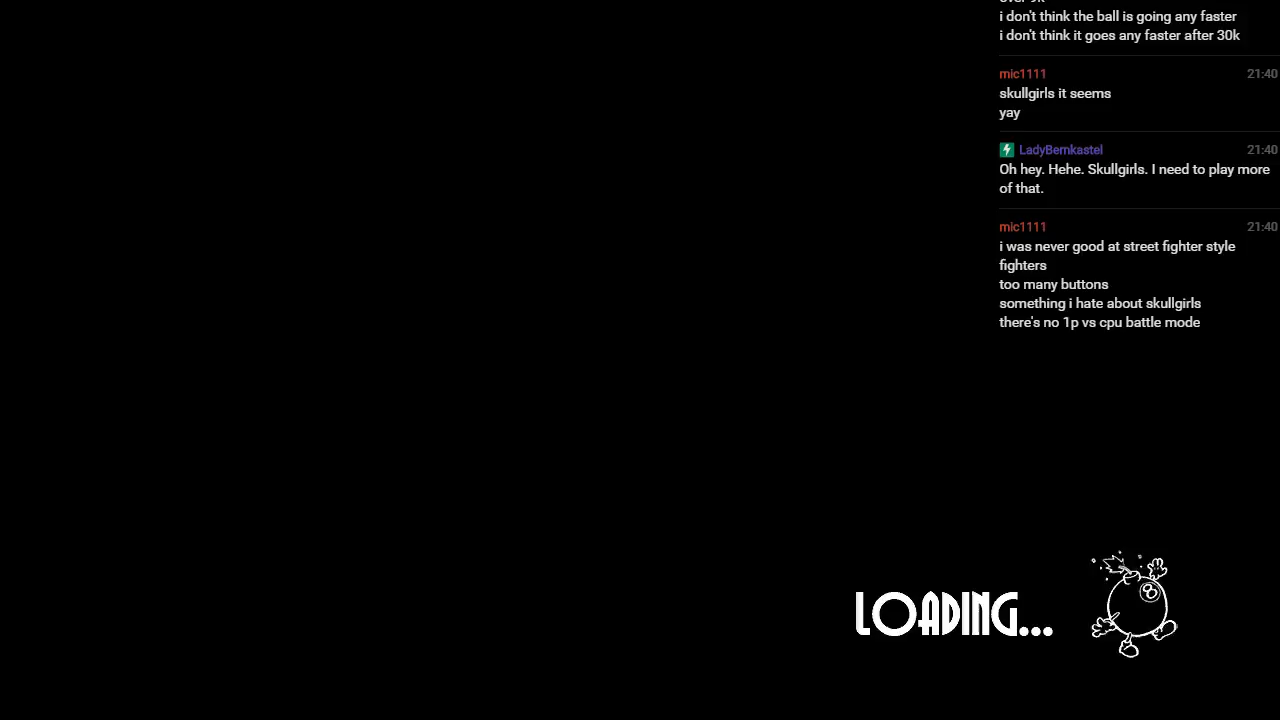 over 9k
i don't think the ball is going any faster
i don't think it goes any faster after 30k
mic1111 21:40
skullgirls it seems
yay
LadyBernkastel 21:40
Oh hey. Hehe. Skullgirls. I need to play more
of that.
mic1111 21:40
i was never good at street fighter style
fighters
too many buttons
something i hate about skullgirls
there's no 1p vs cpu battle mode
LOADING...
8